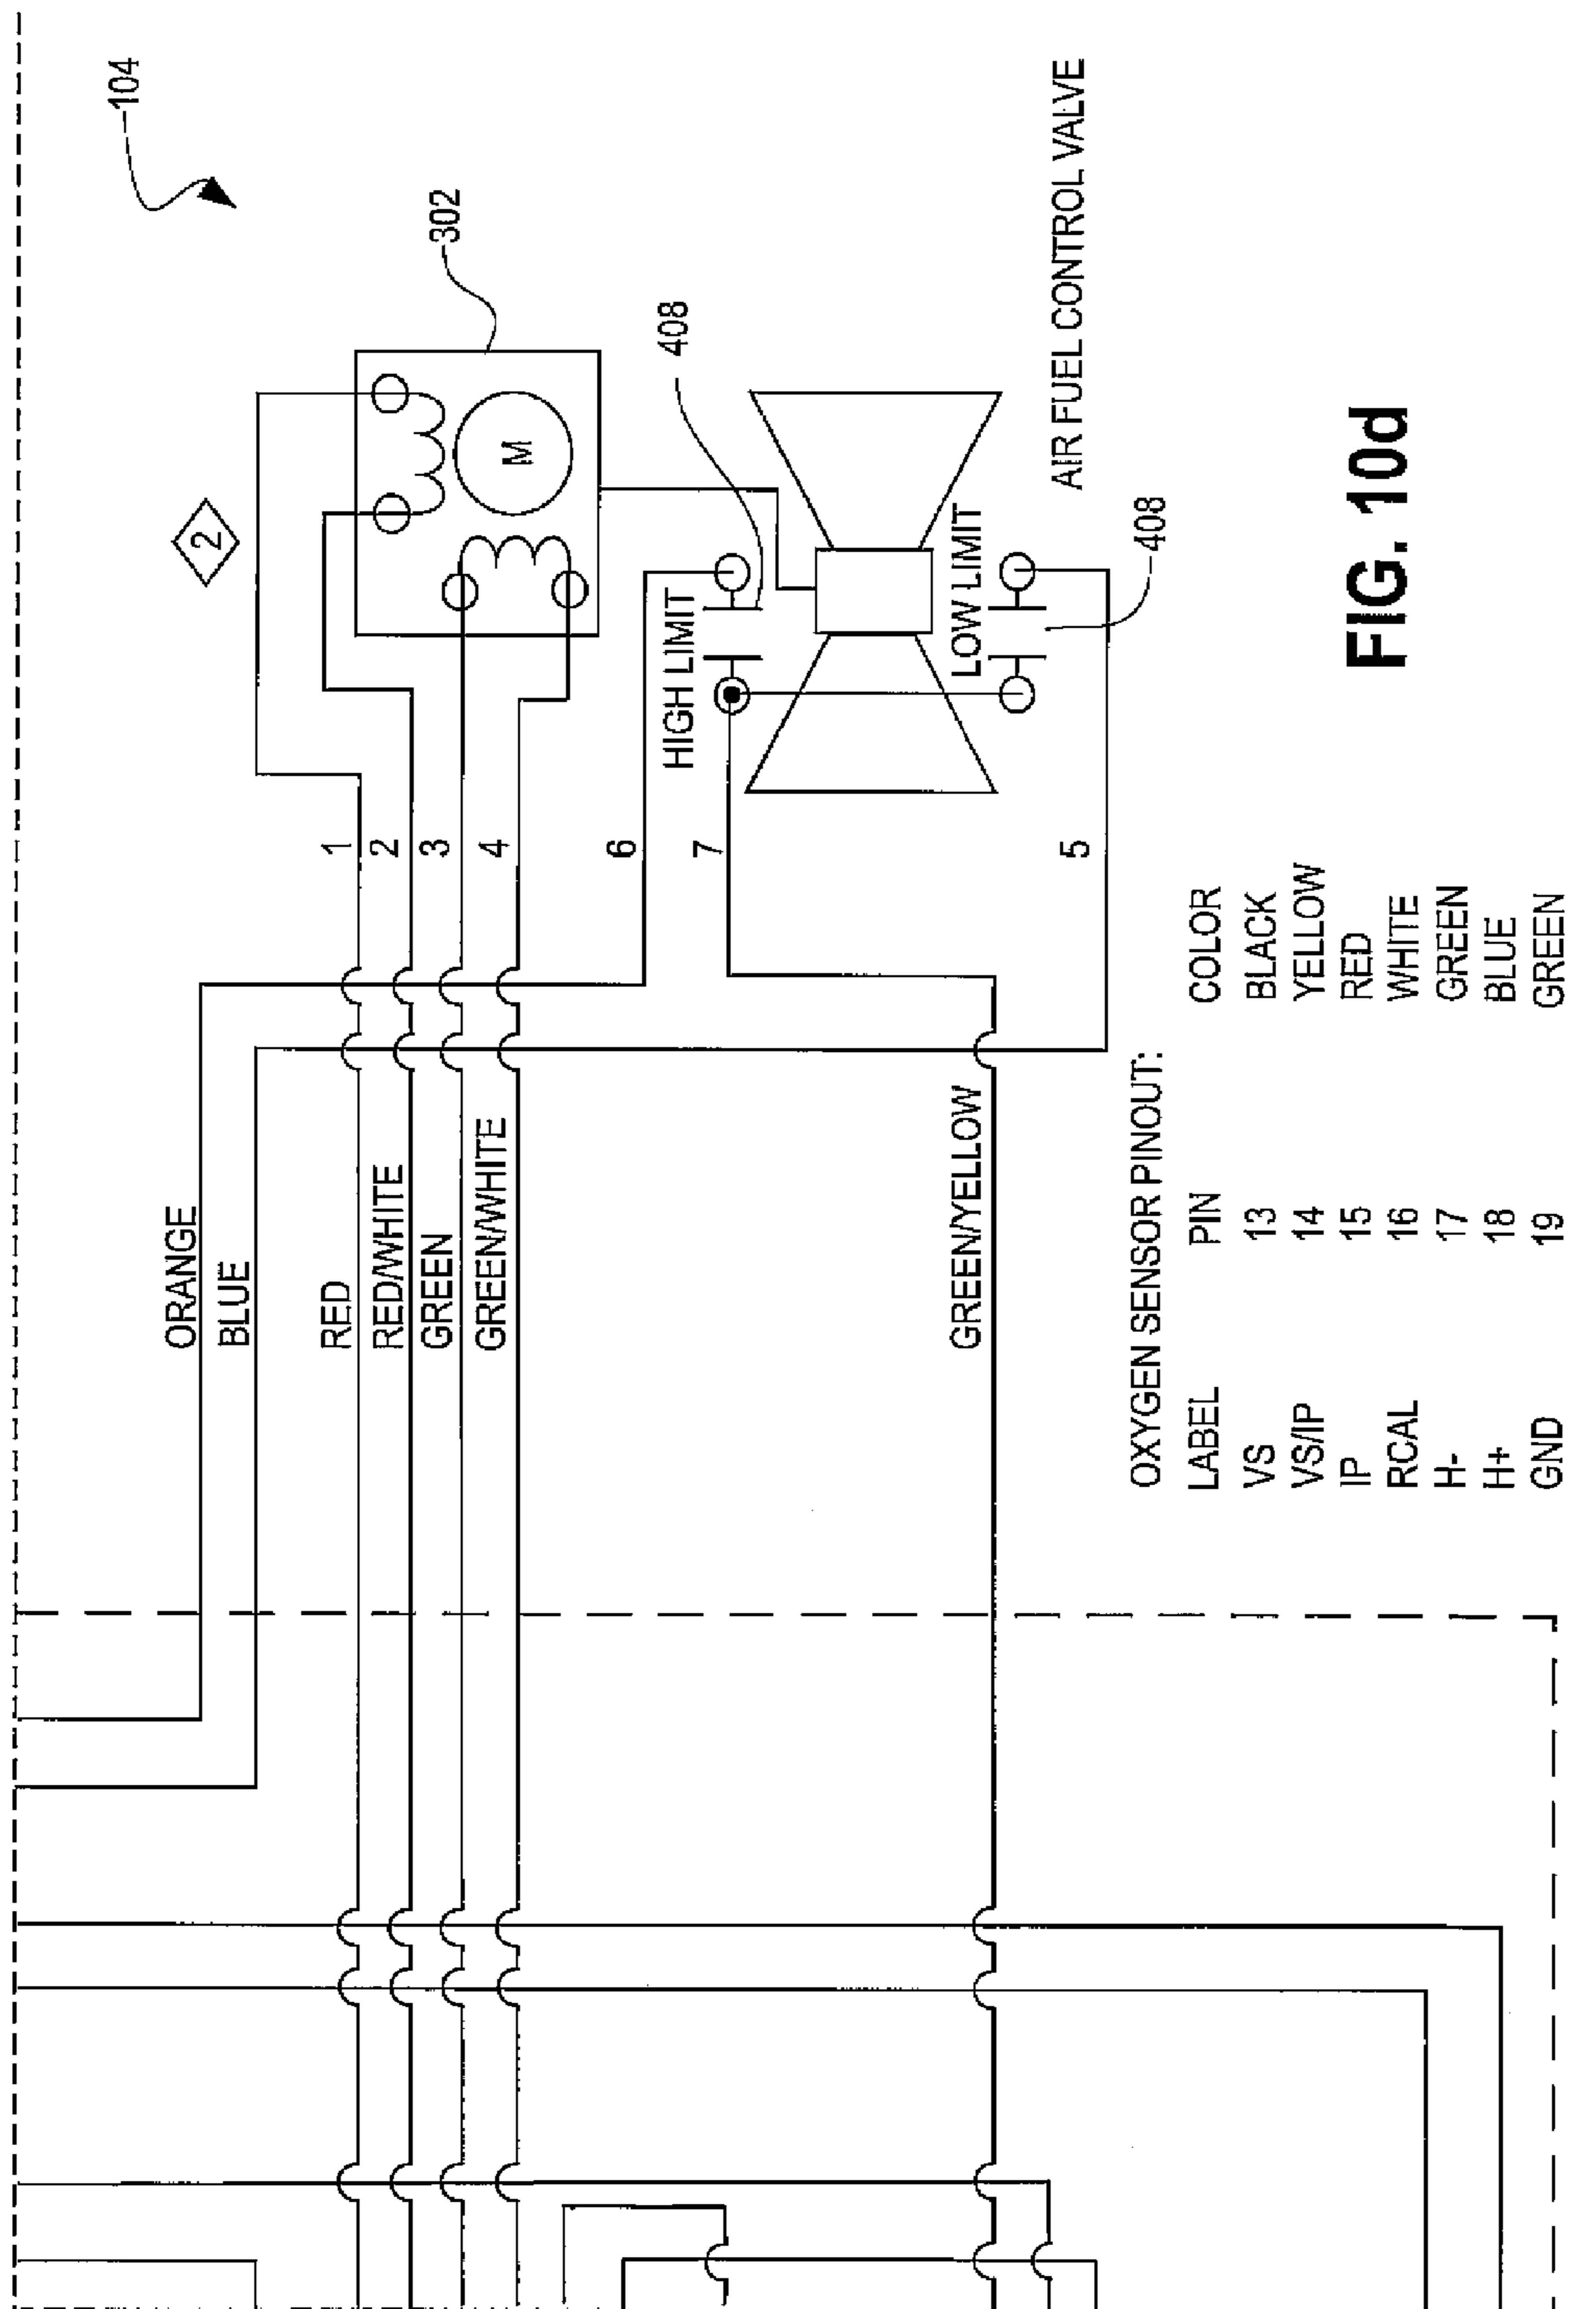 104
2
302
ORANGE
BLUE
RED
1
RED/WHITE
2
GREEN
3
GREEN/WHITE
4
M
6
HIGH LIMIT
408
7
GREEN/YELLOW
LOW LIMIT
5
408
AIR FUEL CONTROL VALVE
OXYGEN SENSOR PINOUT:
LABEL PIN COLOR
VS 13 BLACK
VS/IP 14 YELLOW
IP 15 RED
RCAL 16 WHITE
H- 17 GREEN
H+ 18 BLUE
GND 19 GREEN
FIG. 10d